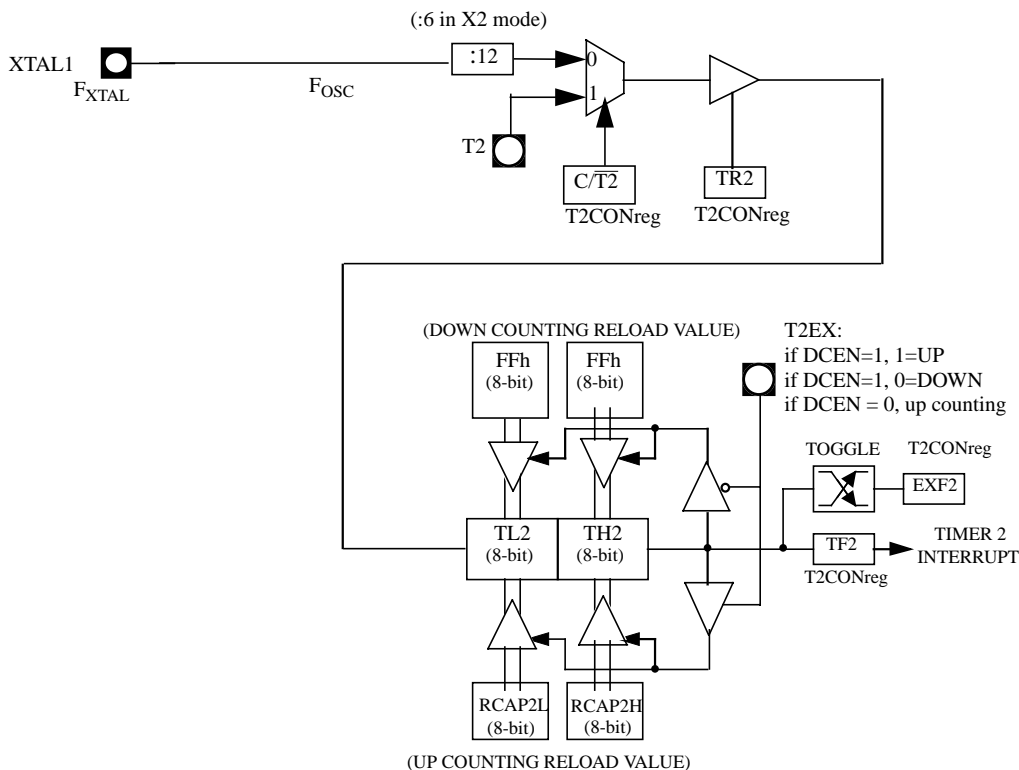 (:6 in X2 mode)
XTAL1
:12
0
F_XTAL
F_OSC
1
T2
C/T2̅
TR2
T2CONreg
T2CONreg
(DOWN COUNTING RELOAD VALUE)
T2EX:
if DCEN=1, 1=UP
if DCEN=1, 0=DOWN
if DCEN = 0, up counting
FFh
(8-bit)
FFh
(8-bit)
TOGGLE
T2CONreg
EXF2
TL2
(8-bit)
TH2
(8-bit)
TF2
TIMER 2
INTERRUPT
T2CONreg
RCAP2L
(8-bit)
RCAP2H
(8-bit)
(UP COUNTING RELOAD VALUE)